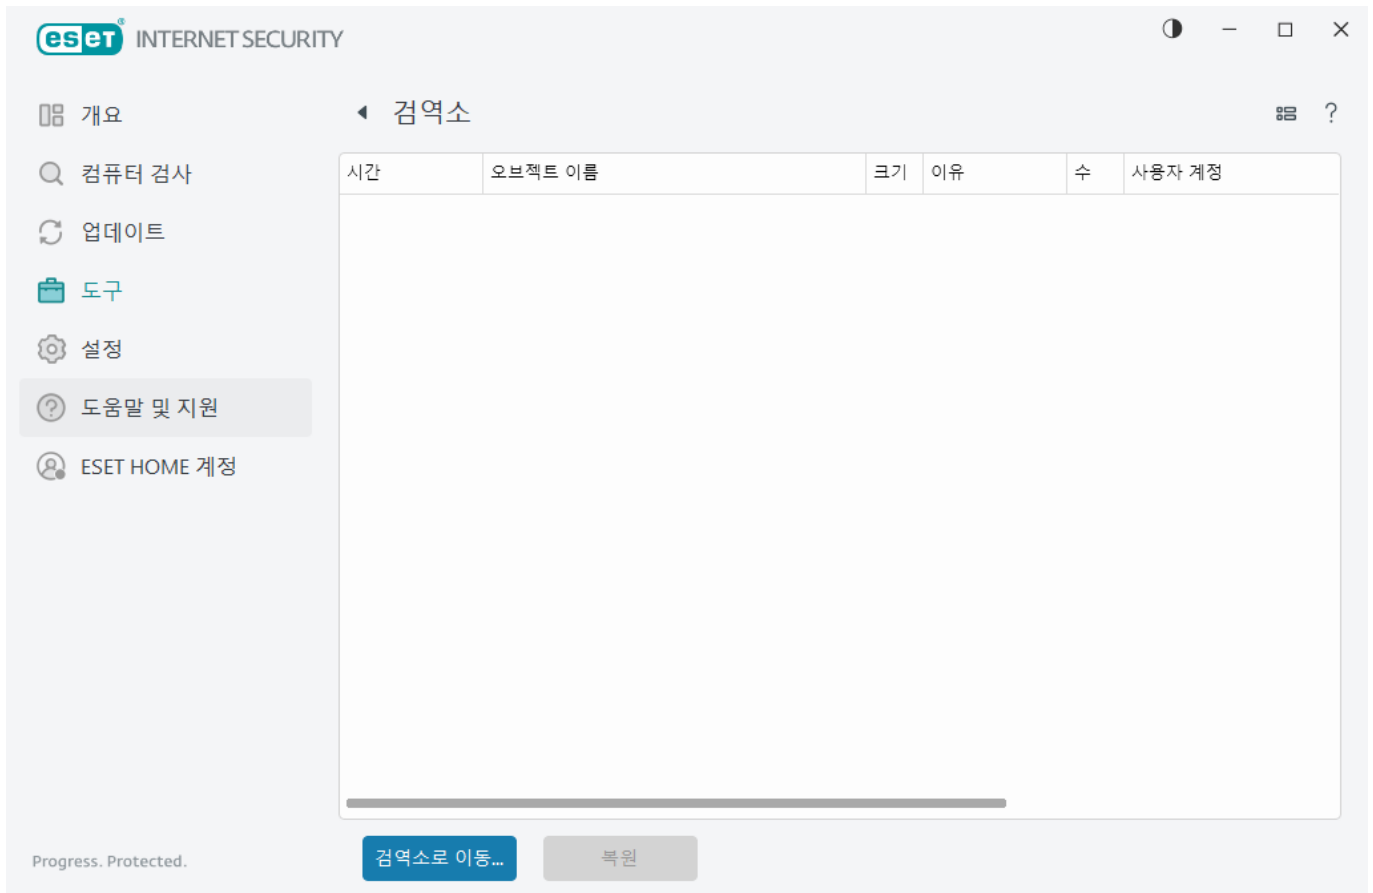 eset® INTERNET SECURITY
개요
컴퓨터 검사
업데이트
도구
설정
도움말 및 지원
ESET HOME 계정
Progress. Protected.
검역소
?
시간 오브젝트 이름 크기 이유 수 사용자 계정
검역소로 이동... 복원